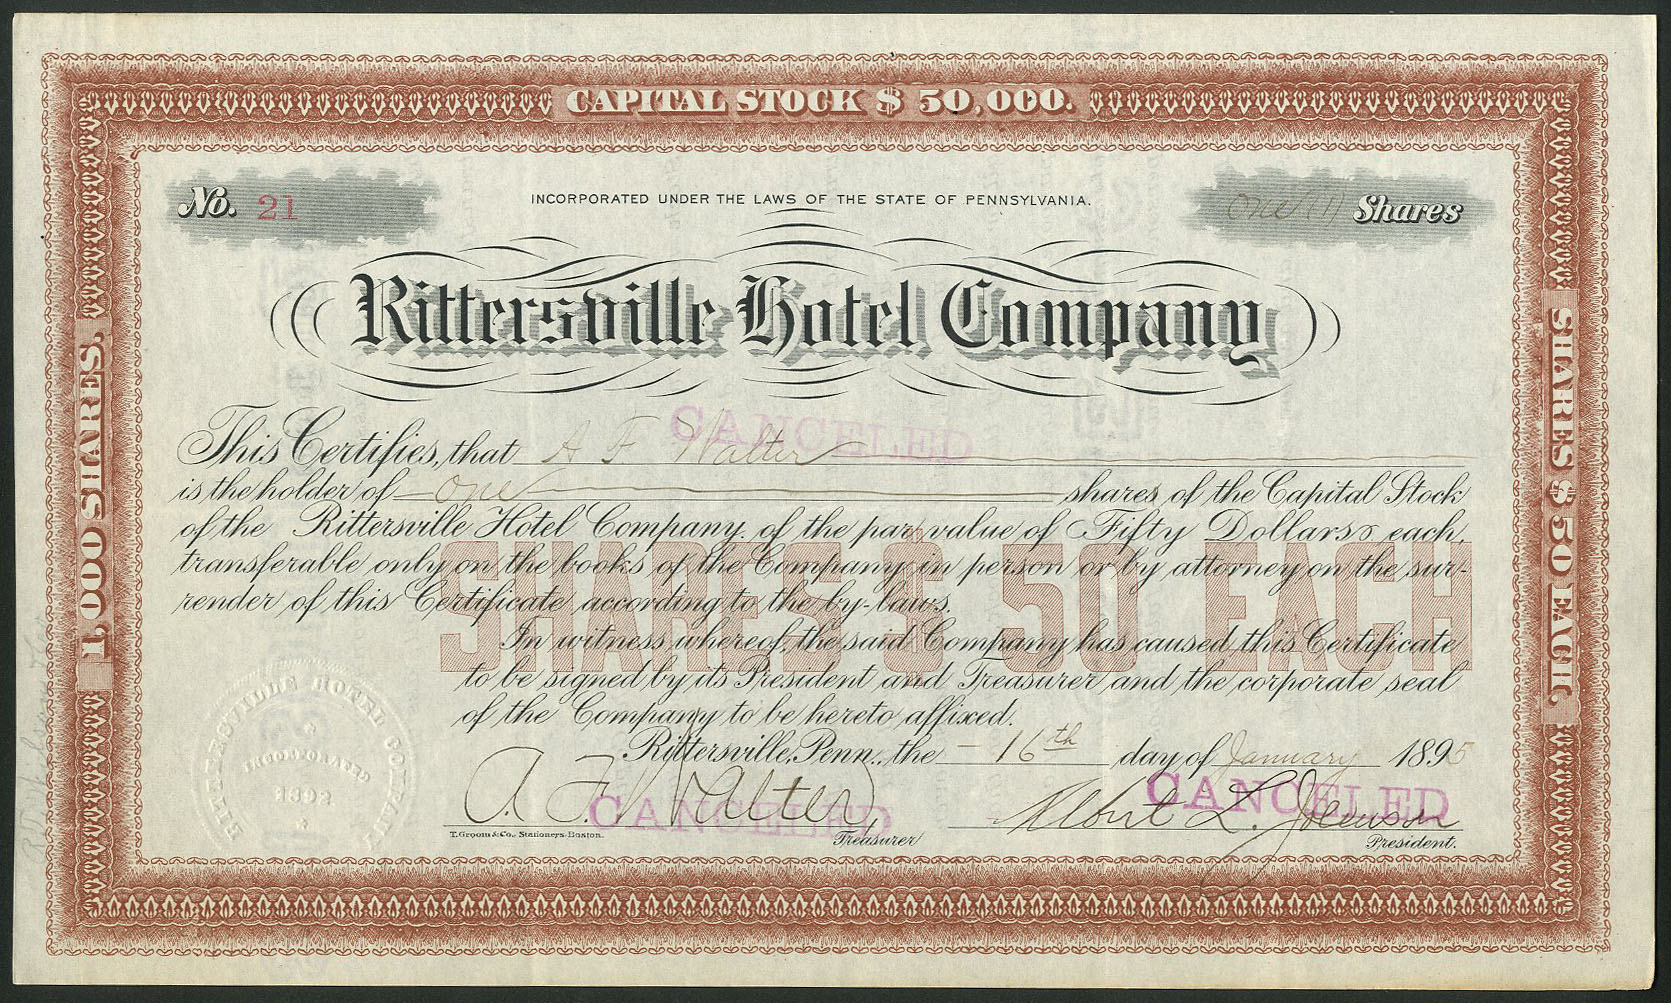 CAPITAL STOCK $ 50,000.
No. 21
INCORPORATED UNDER THE LAWS OF THE STATE OF PENNSYLVANIA.
one (1) Shares
Rittersville Hotel Company
1,000 SHARES.
SHARES $50 EACH.
CANCELED
This Certifies, that A F Walter
is the holder of one shares of the Capital Stock
of the Rittersville Hotel Company of the par value of Fifty Dollars each,
transferable only on the books of the Company in person or by attorney on the sur-
render of this Certificate according to the by-laws.
SHARES $ 50 EACH
In witness whereof, the said Company has caused this Certificate
to be signed by its President and Treasurer and the corporate seal
of the Company to be hereto affixed.
Rittersville, Penn., the 16th day of January 1895
RITTERSVILLE HOTEL COMPANY
INCORPORATED
1892
A. F. Walter
CANCELED
Treasurer
T. Groom & Co., Stationers, Boston.
Albert L. Johnson
CANCELED
President.